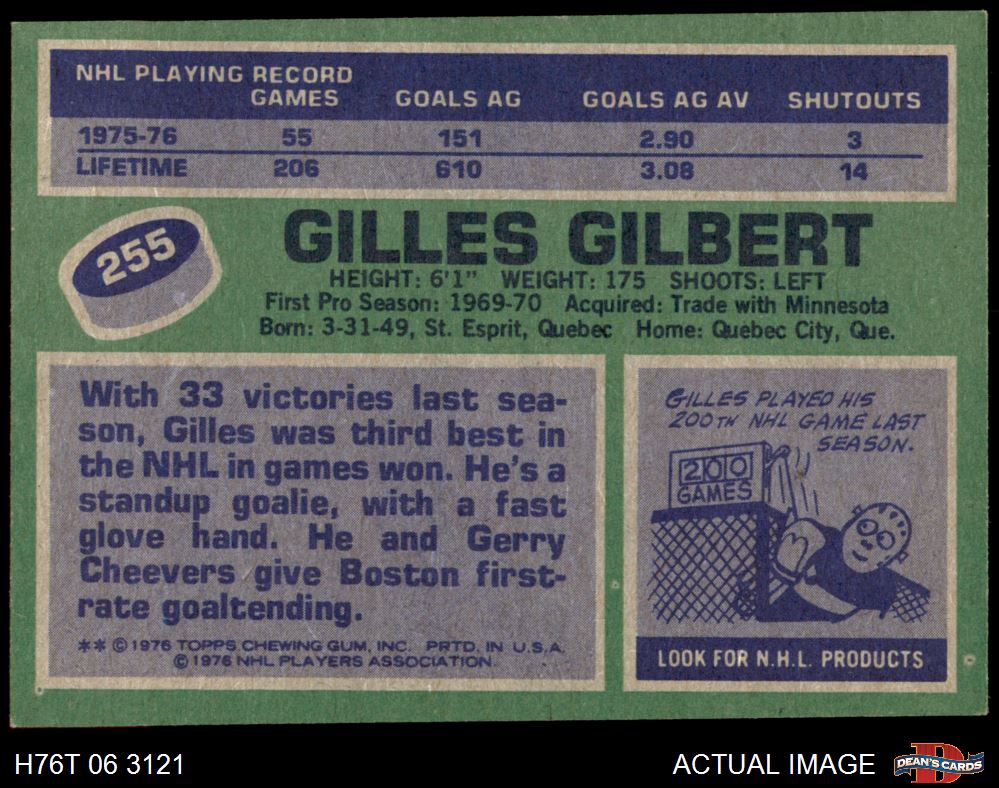 NHL PLAYING RECORD
GAMES GOALS AG GOALS AG AV SHUTOUTS
1975-76 55 151 2.90 3
LIFETIME 206 610 3.08 14
255
GILLES GILBERT
HEIGHT: 6'1" WEIGHT: 175 SHOOTS: LEFT
First Pro Season: 1969-70 Acquired: Trade with Minnesota
Born: 3-31-49, St. Esprit, Quebec Home: Quebec City, Que.
With 33 victories last sea-
son, Gilles was third best in
the NHL in games won. He's a
standup goalie, with a fast
glove hand. He and Gerry
Cheevers give Boston first-
rate goaltending.
** © 1976 TOPPS CHEWING GUM, INC. PRTD. IN U.S.A.
© 1976 NHL PLAYERS ASSOCIATION
GILLES PLAYED HIS
200TH NHL GAME LAST
SEASON.
200
GAMES
LOOK FOR N.H.L. PRODUCTS
H76T 06 3121
ACTUAL IMAGE
DEAN'S CARDS